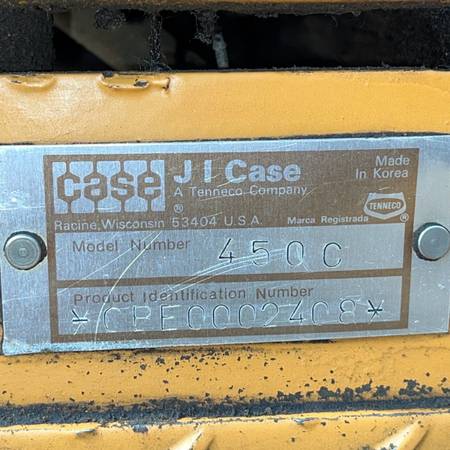 case
J I Case
A Tenneco Company
®
Made
In Korea
TENNECO
Racine, Wisconsin 53404 U.S.A.
Marca Registrada
Model Number 450C
Product Identification Number